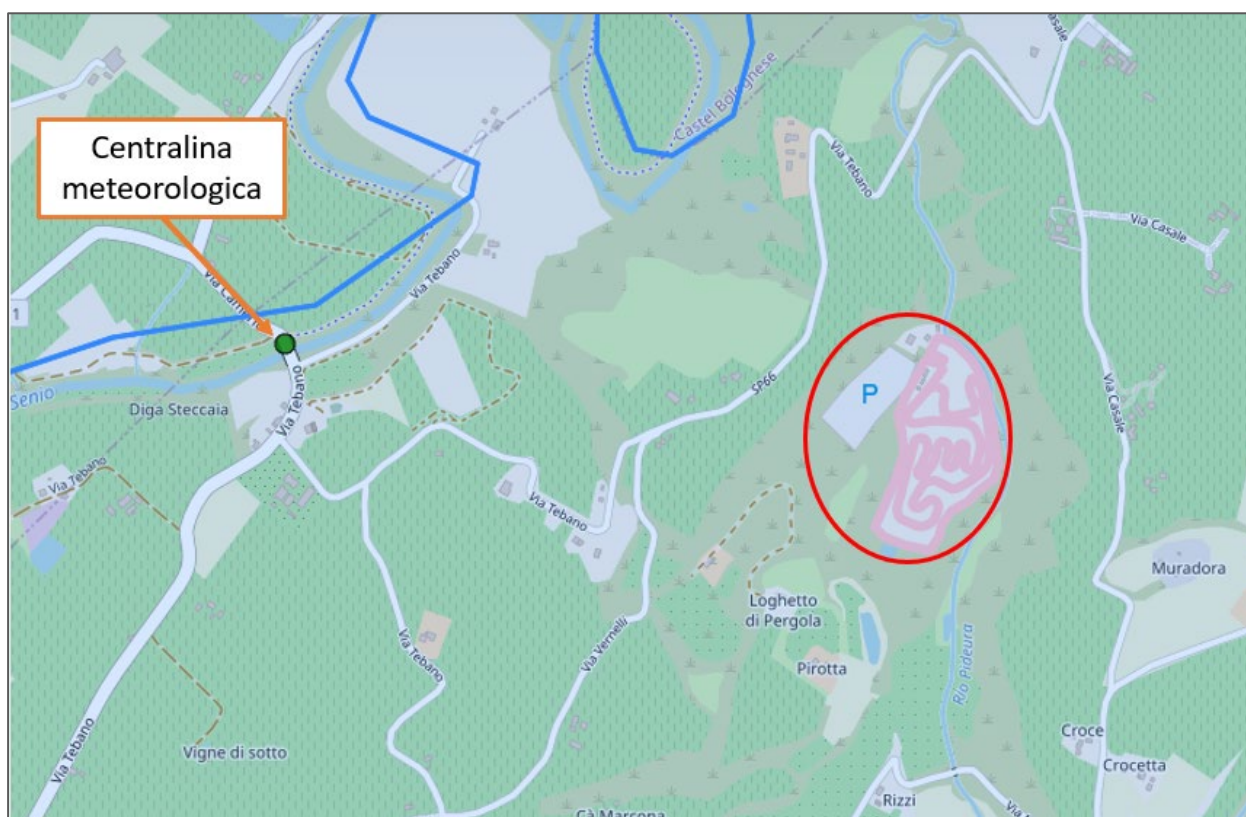 Casale
Castel Bolognese
Centralina
meteorologica
Via Tebano
Via Casale
Via Tebano
1
Senio
Diga Steccaia
Via Tebano
SP66
P
Via Casale
Via Tebano
Via Tebano
Muradora
Loghetto
di Pergola
Via Tebano
Via Vernelli
Pirotta
Rio Pideura
Via Tebano
Vigne di sotto
Croce
Crocetta
Rizzi